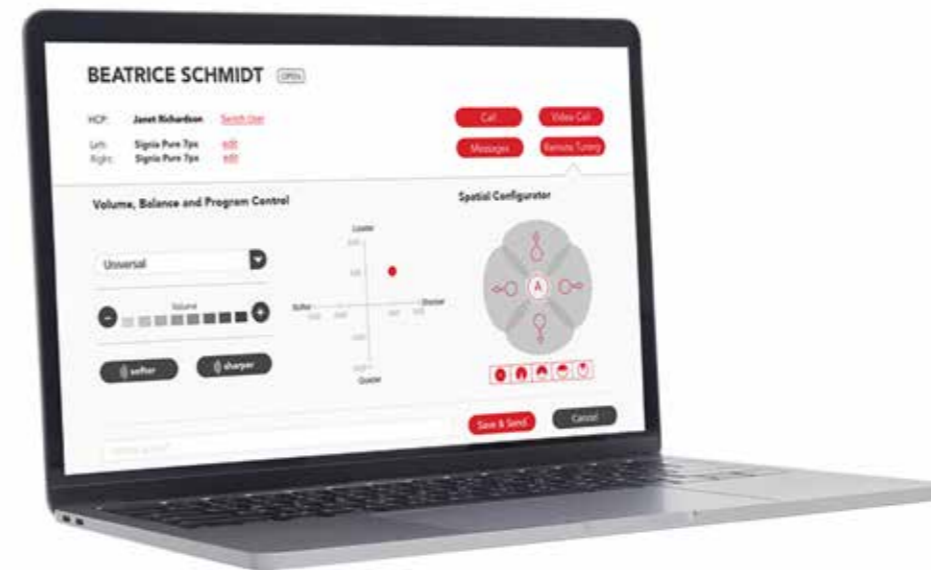 BEATRICE SCHMIDT OPEN
HCP: Janet Richardson Switch User
Left: Signia Pure 7px edit
Right: Signia Pure 7px edit
Call
Video Call
Messages
Remote Tuning
Volume, Balance and Program Control
Universal
- Volume +
softer
sharper
Louder
Softer
Sharper
Quieter
Spatial Configurator
A
Save & Send
Cancel